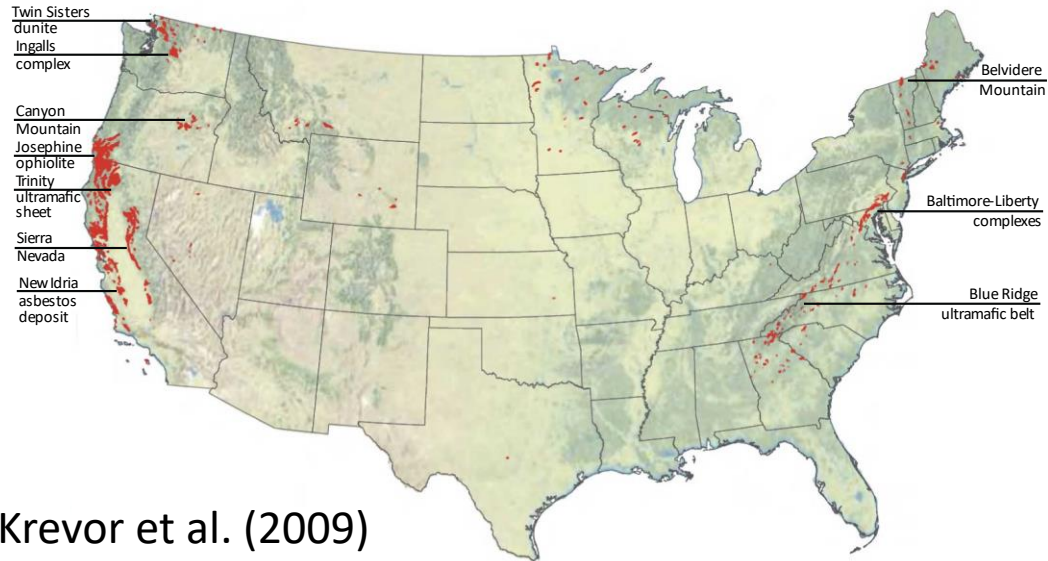 Twin Sisters
dunite
Ingalls
complex
Canyon
Mountain
Josephine
ophiolite
Trinity
ultramafic
sheet
Sierra
Nevada
New Idria
asbestos
deposit
Belvidere
Mountain
Baltimore-Liberty
complexes
Blue Ridge
ultramafic belt
Krevor et al. (2009)